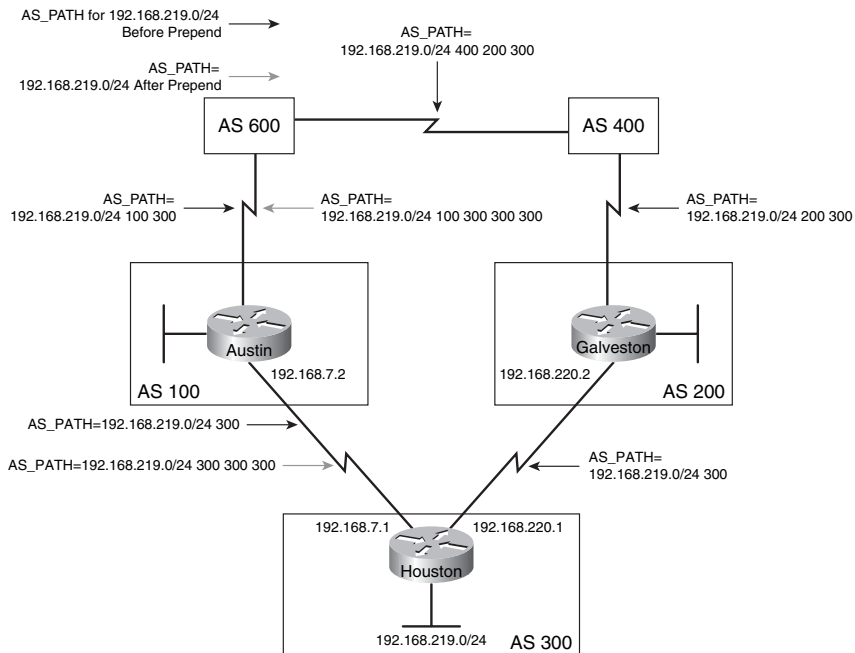 AS_PATH for 192.168.219.0/24
Before Prepend
AS_PATH=
192.168.219.0/24 After Prepend
AS_PATH=
192.168.219.0/24 400 200 300
AS 600
AS 400
AS_PATH=
192.168.219.0/24 100 300
AS_PATH=
192.168.219.0/24 100 300 300 300
AS_PATH=
192.168.219.0/24 200 300
Austin
192.168.7.2
AS 100
Galveston
192.168.220.2
AS 200
AS_PATH=192.168.219.0/24 300
AS_PATH=192.168.219.0/24 300 300 300
AS_PATH=
192.168.219.0/24 300
192.168.7.1
192.168.220.1
Houston
192.168.219.0/24
AS 300